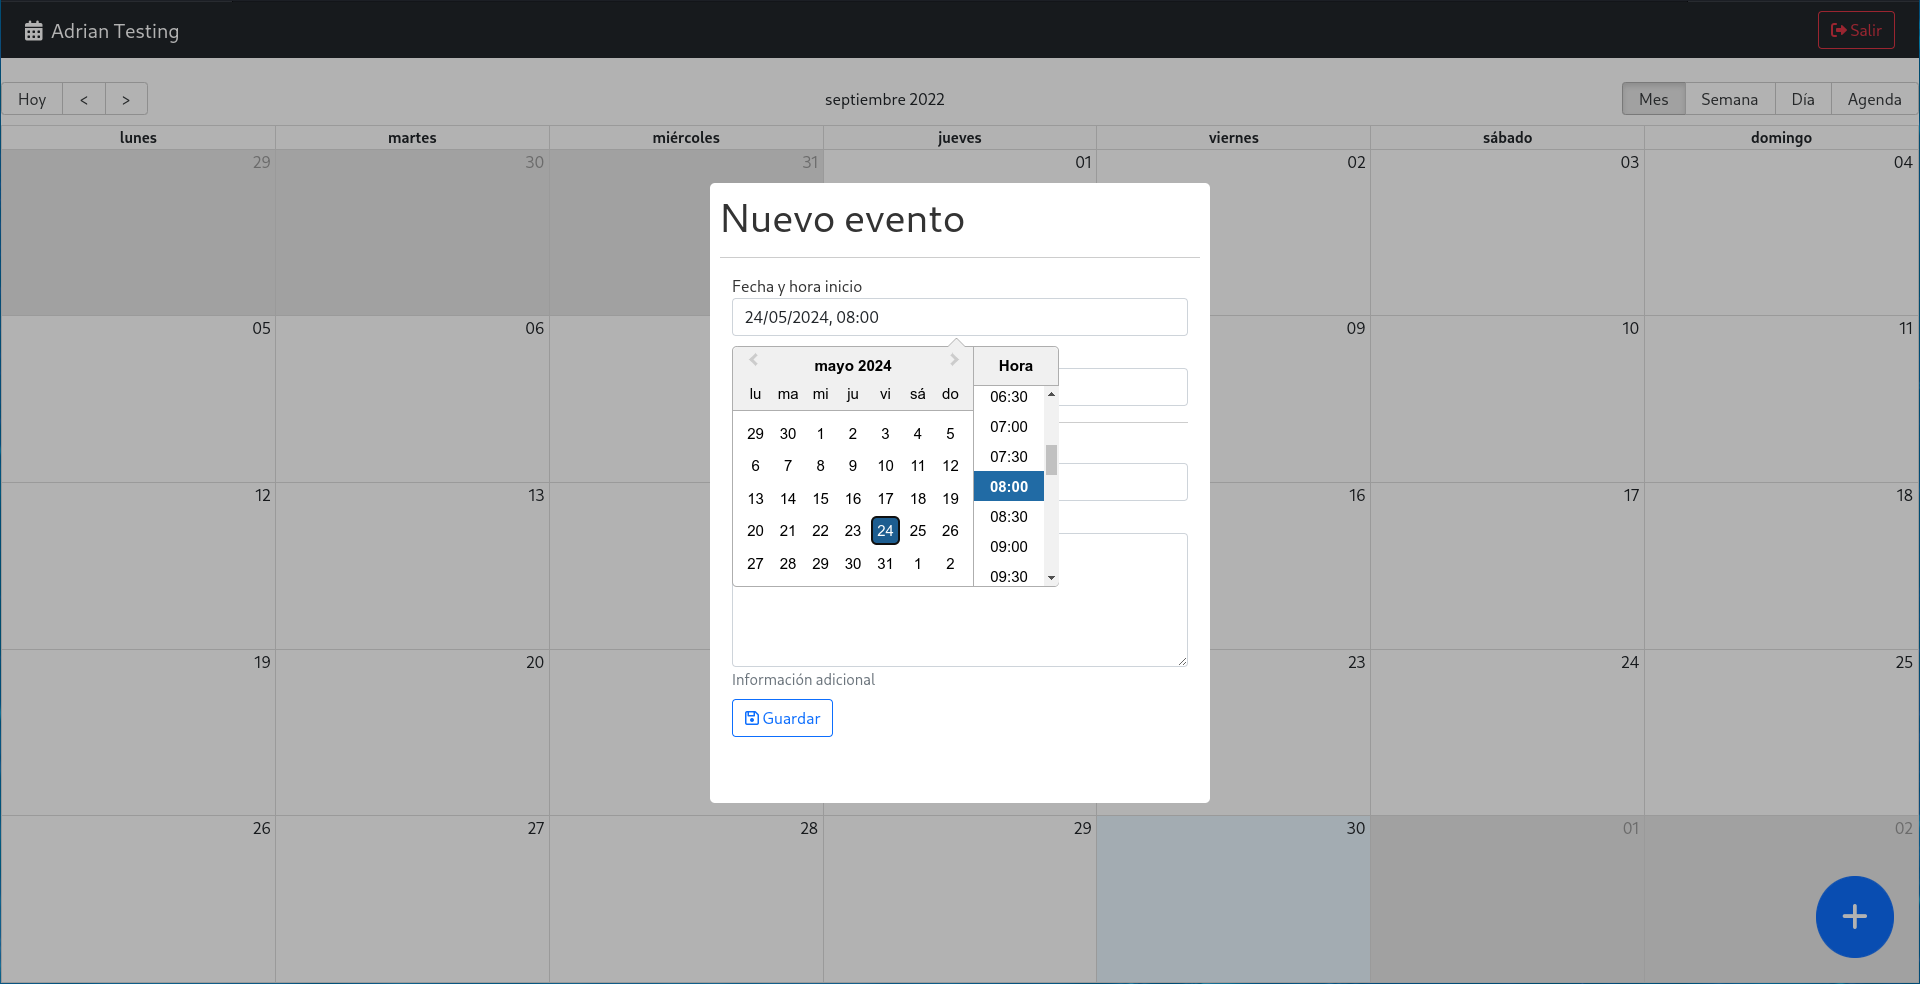 Adrian Testing
Salir
Hoy < >
septiembre 2022
Mes Semana Día Agenda
lunes martes miércoles jueves viernes sábado domingo
29 30 31 01 02 03 04
Nuevo evento
Fecha y hora inicio
24/05/2024, 08:00
05 06 09 10 11
mayo 2024
lu ma mi ju vi sá do
29 30 1 2 3 4 5
6 7 8 9 10 11 12
13 14 15 16 17 18 19
20 21 22 23 24 25 26
27 28 29 30 31 1 2
Hora
06:30
07:00
07:30
08:00
08:30
09:00
09:30
12 13 16 17 18
19 20 23 24 25
Información adicional
Guardar
26 27 28 29 30 01 02
+